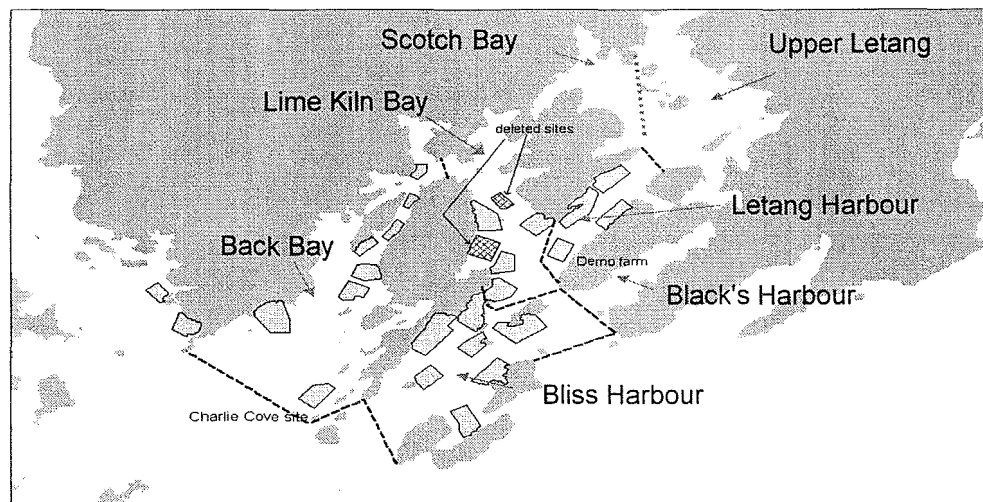 Scotch Bay
Upper Letang
Lime Kiln Bay
deleted sites
Letang Harbour
Back Bay
Demo farm
Black's Harbour
Bliss Harbour
Charlie Cove site